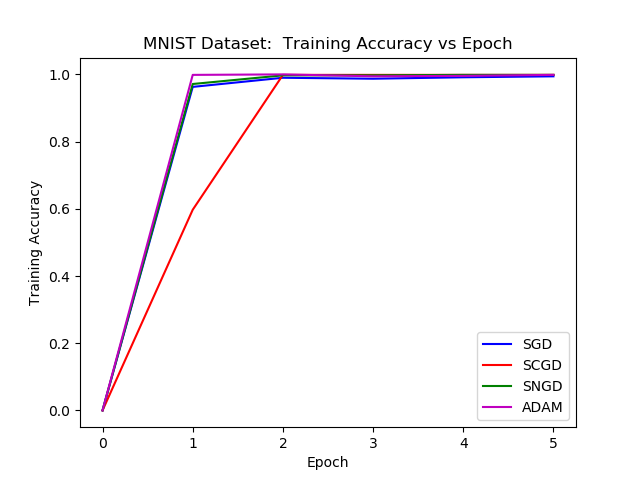 MNIST Dataset:  Training Accuracy vs Epoch
1.0
0.8
0.6
0.4
0.2
0.0
Training Accuracy
0 1 2 3 4 5
Epoch
SGD
SCGD
SNGD
ADAM